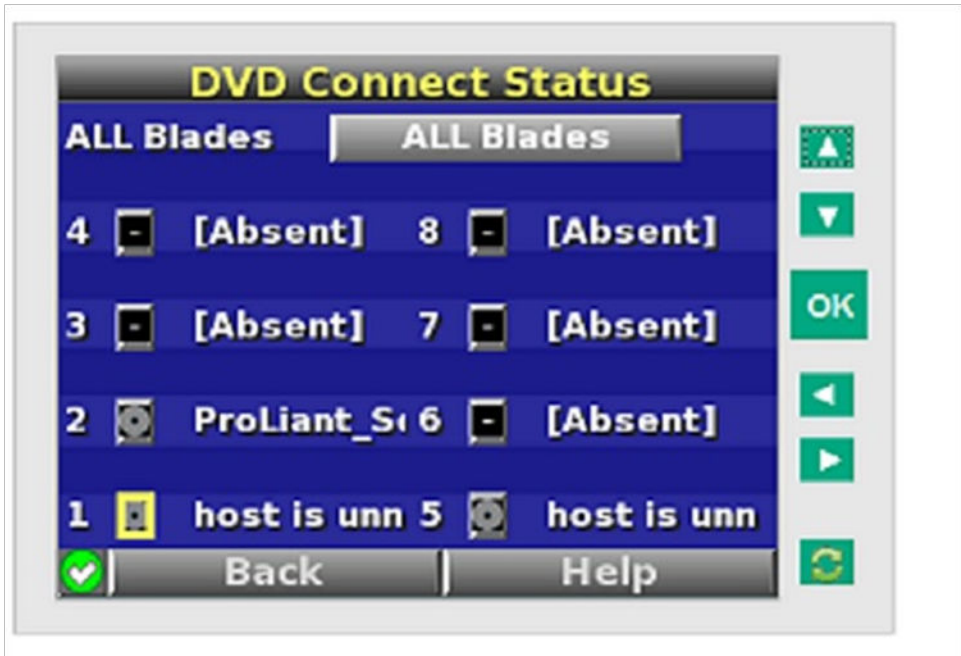 DVD Connect Status
ALL Blades ALL Blades
4 - [Absent] 8 - [Absent]
3 - [Absent] 7 - [Absent]
2 ProLiant_S 6 - [Absent]
1 host is unn 5 host is unn
Back Help
OK